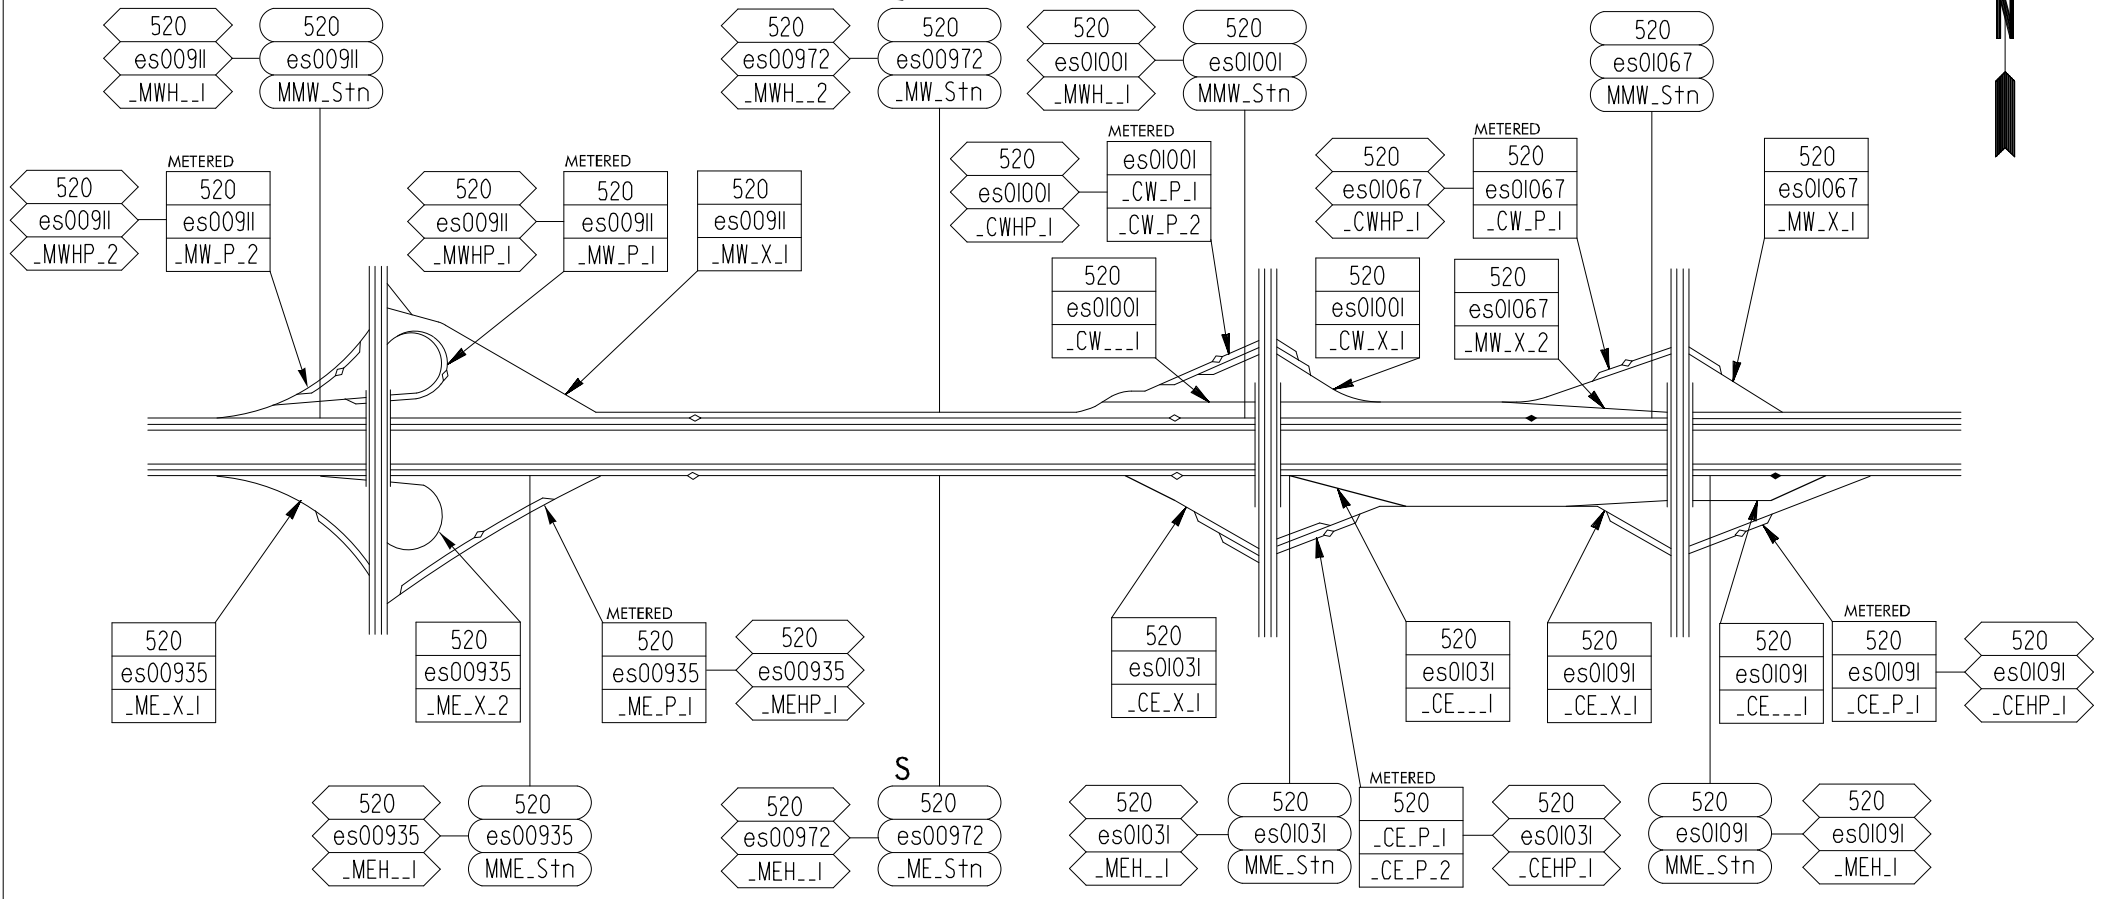 520
es00911
_MWH__1
520
es00911
MMW_Stn
520
es00972
_MWH__2
520
es00972
_MW_Stn
520
es01001
_MWH__1
520
es01001
MMW_Stn
520
es01067
MMW_Stn
N
520
es00911
_MWHP_2
METERED
520
es00911
_MW_P_2
520
es00911
_MWHP_1
METERED
520
es00911
_MW_P_1
520
es00911
_MW_X_1
520
es01001
_CWHP_1
METERED
es01001
_CW_P_1
_CW_P_2
520
es01067
_CWHP_1
METERED
520
es01067
_CW_P_1
520
es01067
_MW_X_1
520
es01001
_CW___1
520
es01001
_CW_X_1
520
es01067
_MW_X_2
520
es00935
_ME_X_1
520
es00935
_ME_X_2
METERED
520
es00935
_ME_P_1
520
es00935
_MEHP_1
520
es01031
_CE_X_1
520
es01031
_CE___1
520
es01091
_CE_X_1
520
es01091
_CE___1
METERED
520
es01091
_CE_P_1
520
es01091
_CEHP_1
520
es00935
_MEH__1
520
es00935
MME_Stn
520
es00972
_MEH__1
S
520
es00972
_ME_Stn
520
es01031
_MEH__1
520
es01031
MME_Stn
METERED
520
_CE_P_1
_CE_P_2
520
es01031
_CEHP_1
520
es01091
MME_Stn
520
es01091
_MEH_1